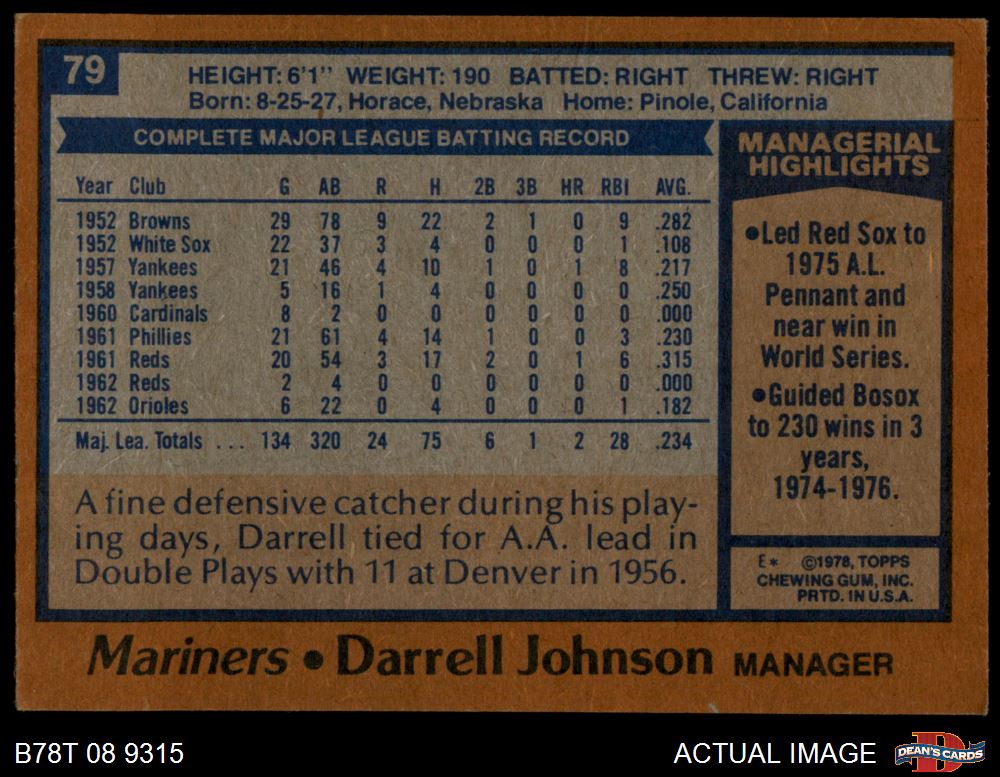 79
HEIGHT: 6'1" WEIGHT: 190 BATTED: RIGHT THREW: RIGHT
Born: 8-25-27, Horace, Nebraska Home: Pinole, California
COMPLETE MAJOR LEAGUE BATTING RECORD
Year Club G AB R H 2B 3B HR RBI AVG.
1952 Browns 29 78 9 22 2 1 0 9 .282
1952 White Sox 22 37 3 4 0 0 0 1 .108
1957 Yankees 21 46 4 10 1 0 1 8 .217
1958 Yankees 5 16 1 4 0 0 0 0 .250
1960 Cardinals 8 2 0 0 0 0 0 0 .000
1961 Phillies 21 61 4 14 1 0 0 3 .230
1961 Reds 20 54 3 17 2 0 1 6 .315
1962 Reds 2 4 0 0 0 0 0 0 .000
1962 Orioles 6 22 0 4 0 0 0 1 .182
Maj. Lea. Totals ... 134 320 24 75 6 1 2 28 .234
A fine defensive catcher during his play-
ing days, Darrell tied for A.A. lead in
Double Plays with 11 at Denver in 1956.
MANAGERIAL
HIGHLIGHTS
•Led Red Sox to
1975 A.L.
Pennant and
near win in
World Series.
•Guided Bosox
to 230 wins in 3
years,
1974-1976.
E* ©1978, TOPPS
CHEWING GUM, INC.
PRTD. IN U.S.A.
Mariners • Darrell Johnson MANAGER
B78T 08 9315
ACTUAL IMAGE
D
DEAN'S CARDS